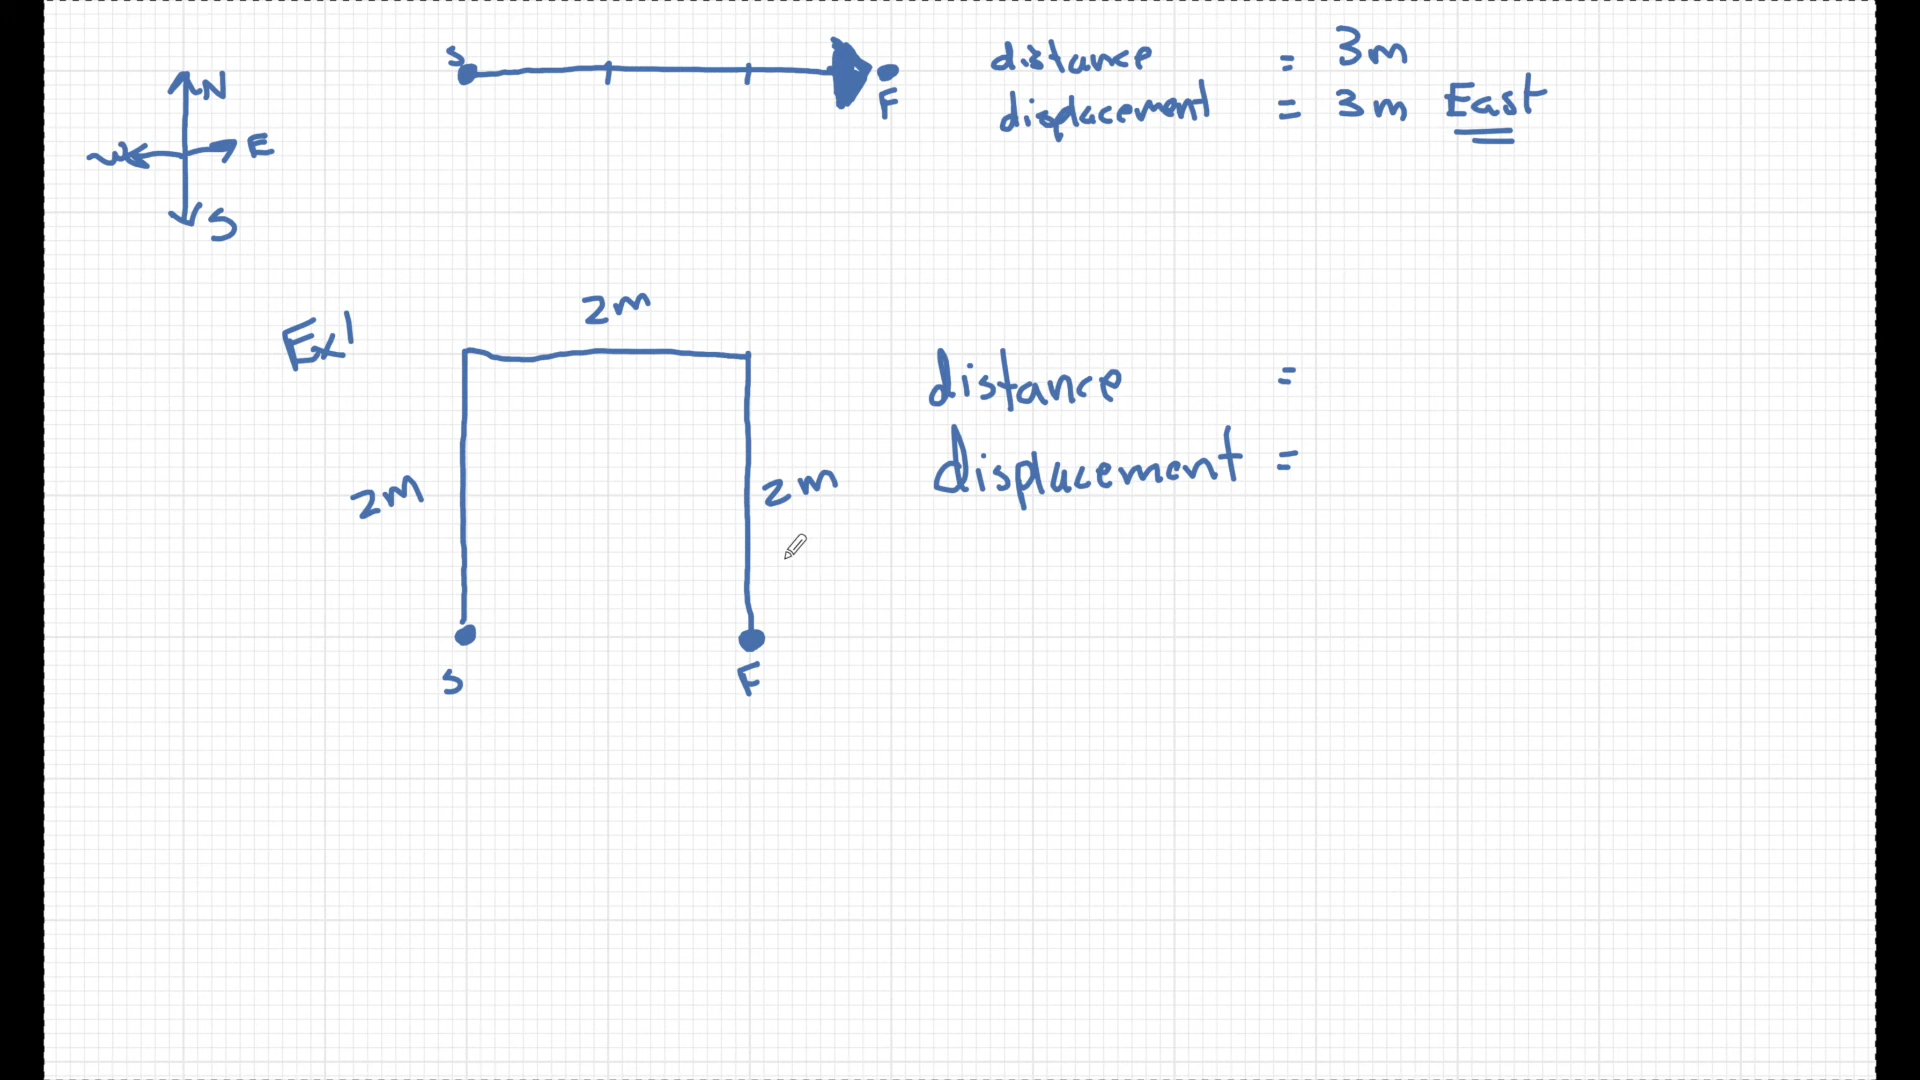 S
F
distance = 3m
displacement = 3m East
N
W
E
S
Ex1
2m
2m
2m
S
F
distance =
displacement =